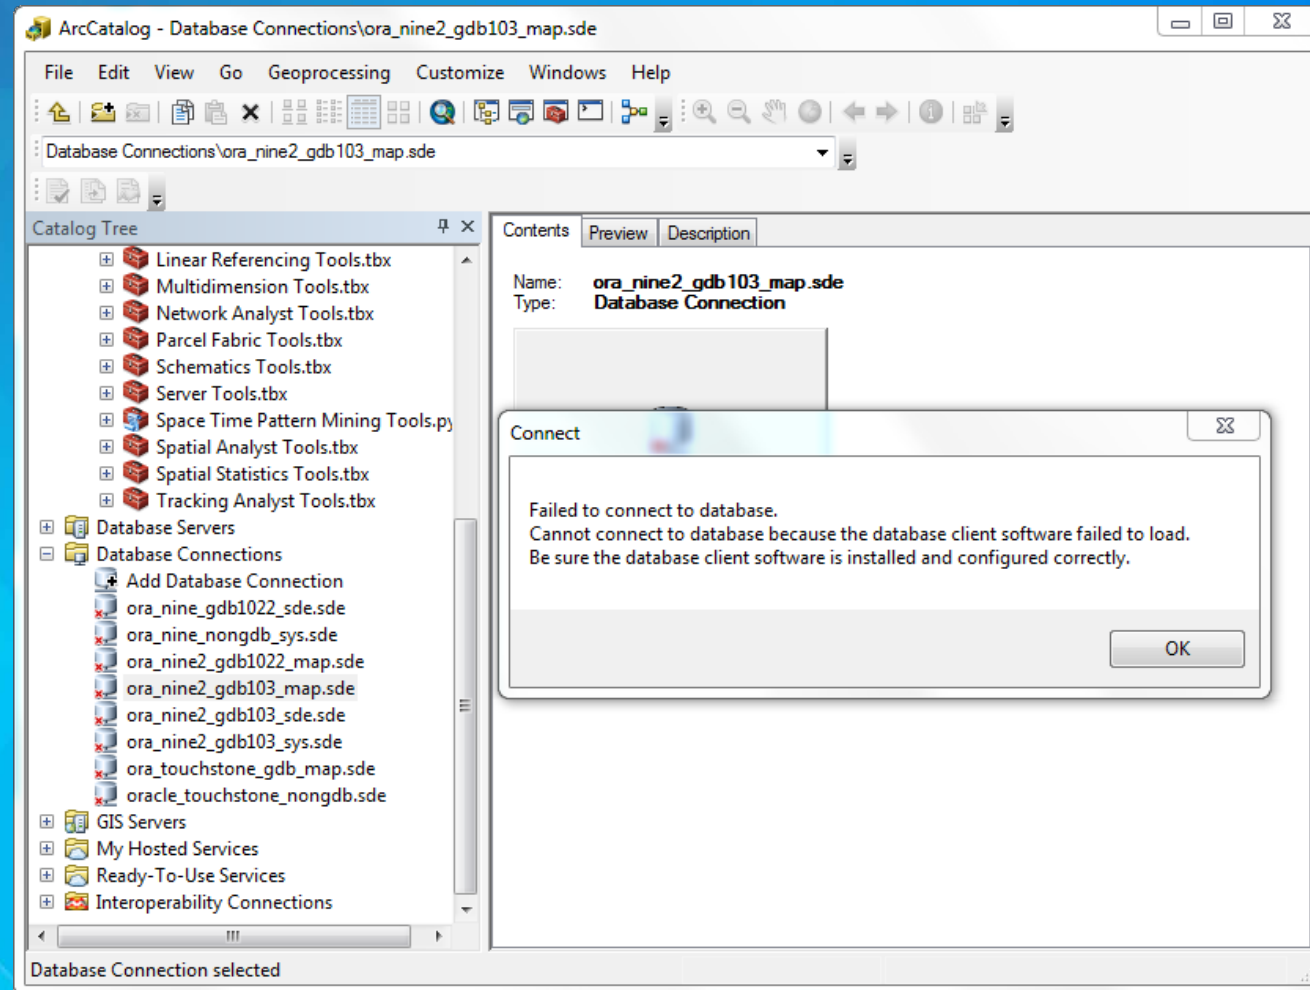 ArcCatalog - Database Connections\ora_nine2_gdb103_map.sde
File Edit View Go Geoprocessing Customize Windows Help
Database Connections\ora_nine2_gdb103_map.sde
Catalog Tree
Linear Referencing Tools.tbx
Multidimension Tools.tbx
Network Analyst Tools.tbx
Parcel Fabric Tools.tbx
Schematics Tools.tbx
Server Tools.tbx
Space Time Pattern Mining Tools.py
Spatial Analyst Tools.tbx
Spatial Statistics Tools.tbx
Tracking Analyst Tools.tbx
Database Servers
Database Connections
Add Database Connection
ora_nine_gdb1022_sde.sde
ora_nine_nongdb_sys.sde
ora_nine2_gdb1022_map.sde
ora_nine2_gdb103_map.sde
ora_nine2_gdb103_sde.sde
ora_nine2_gdb103_sys.sde
ora_touchstone_gdb_map.sde
oracle_touchstone_nongdb.sde
GIS Servers
My Hosted Services
Ready-To-Use Services
Interoperability Connections
Contents Preview Description
Name: ora_nine2_gdb103_map.sde
Type: Database Connection
Connect
Failed to connect to database.
Cannot connect to database because the database client software failed to load.
Be sure the database client software is installed and configured correctly.
OK
Database Connection selected